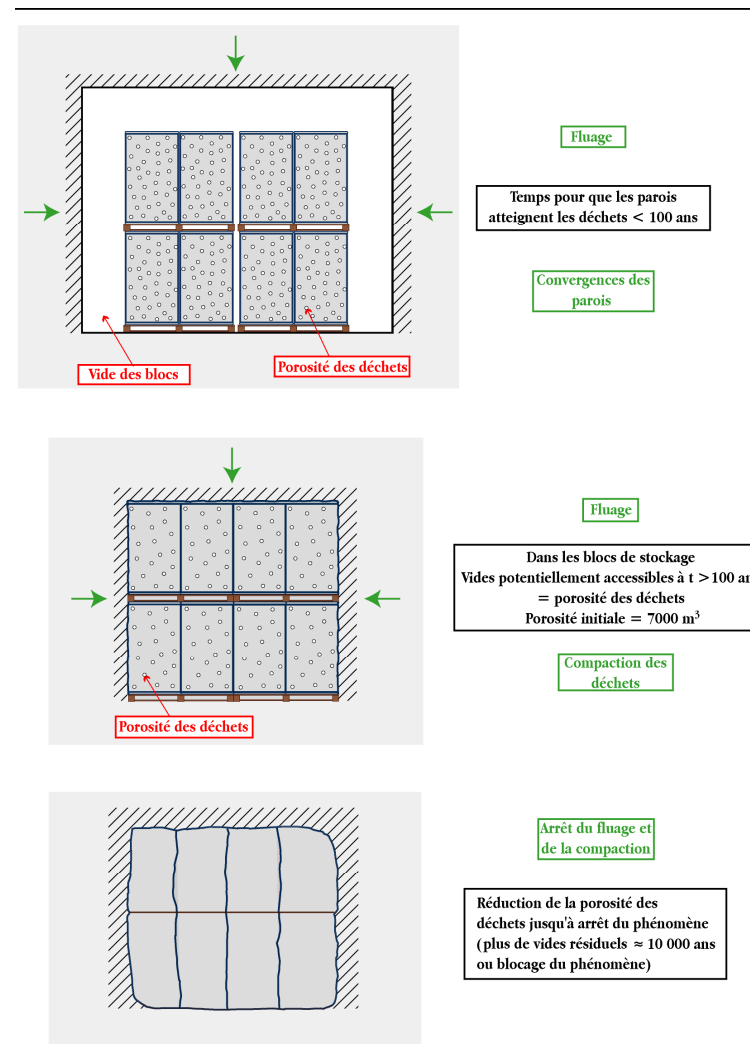 Fluage
Temps pour que les parois
atteignent les déchets < 100 ans
Convergences des
parois
Vide des blocs
Porosité des déchets
Fluage
Dans les blocs de stockage
Vides potentiellement accessibles à t > 100 an
= porosité des déchets
Porosité initiale = 7000 m³
Compaction des
déchets
Porosité des déchets
Arrêt du fluage et
de la compaction
Réduction de la porosité des
déchets jusqu'à arrêt du phénomène
(plus de vides résiduels ≈ 10 000 ans
ou blocage du phénomène)